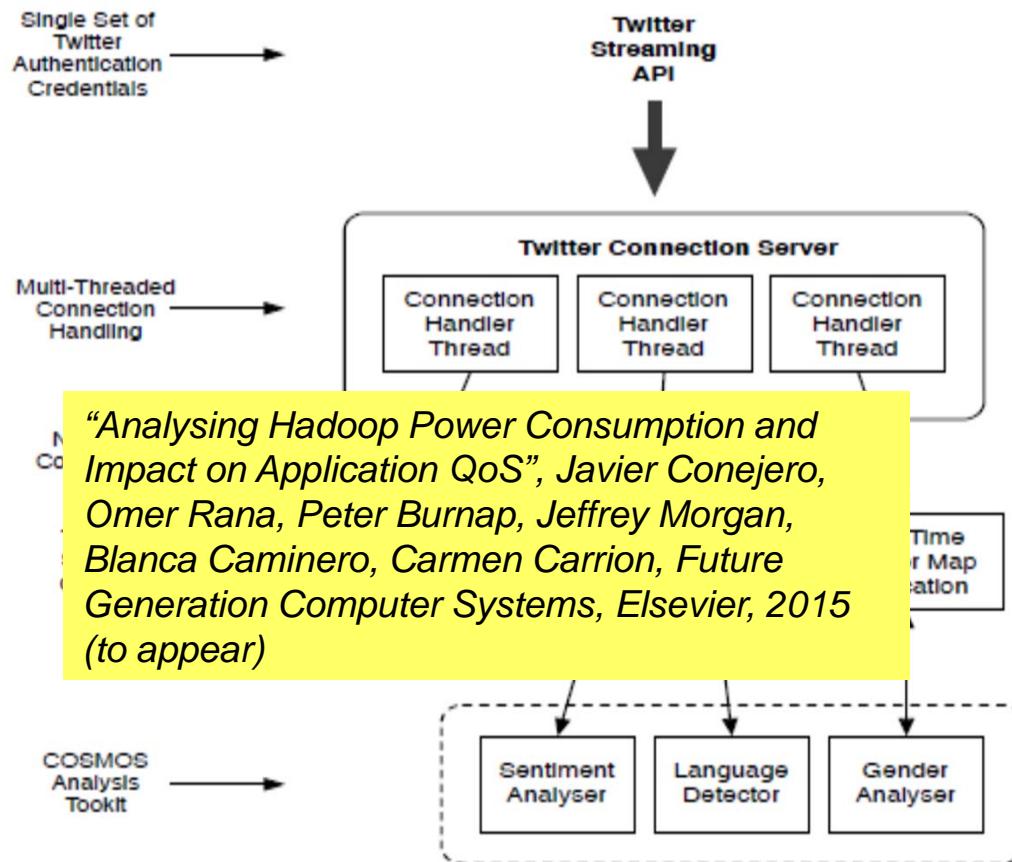 Single Set of
Twitter
Authentication
Credentials
Twitter
Streaming
API
Twitter Connection Server
Multi-Threaded
Connection
Handling
Connection
Handler
Thread
Connection
Handler
Thread
Connection
Handler
Thread
“Analysing Hadoop Power Consumption and
Impact on Application QoS”, Javier Conejero,
Omer Rana, Peter Burnap, Jeffrey Morgan,
Blanca Caminero, Carmen Carrion, Future
Generation Computer Systems, Elsevier, 2015
(to appear)
Time
Map
COSMOS
Analysis
Tookit
Sentiment
Analyser
Language
Detector
Gender
Analyser